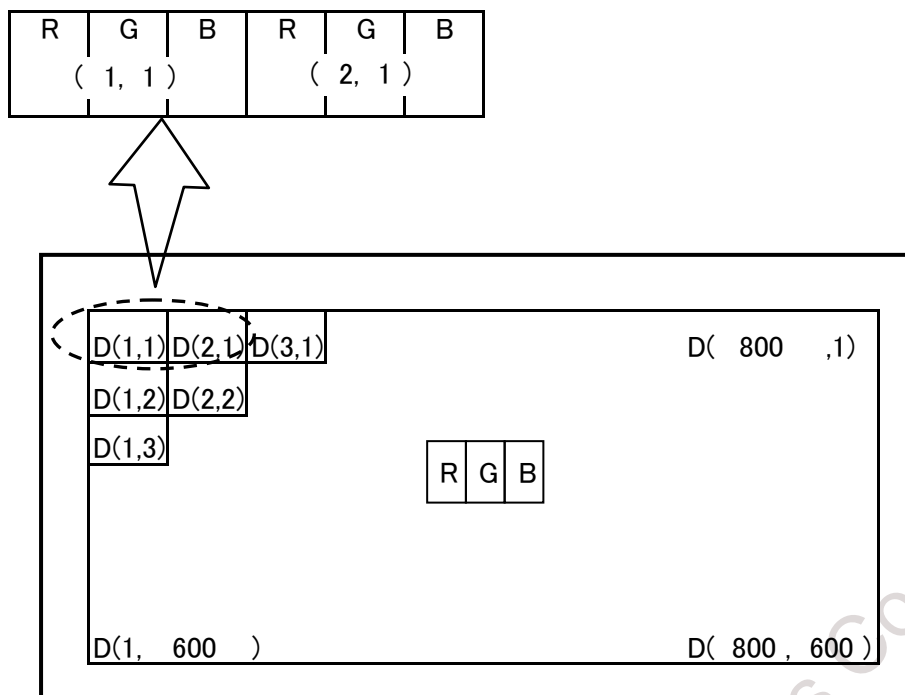 R G B R G B
( 1, 1 ) ( 2, 1 )
D(1,1) D(2,1) D(3,1) D( 800 ,1)
D(1,2) D(2,2)
D(1,3)
R G B
D(1, 600 ) D( 800 , 600 )